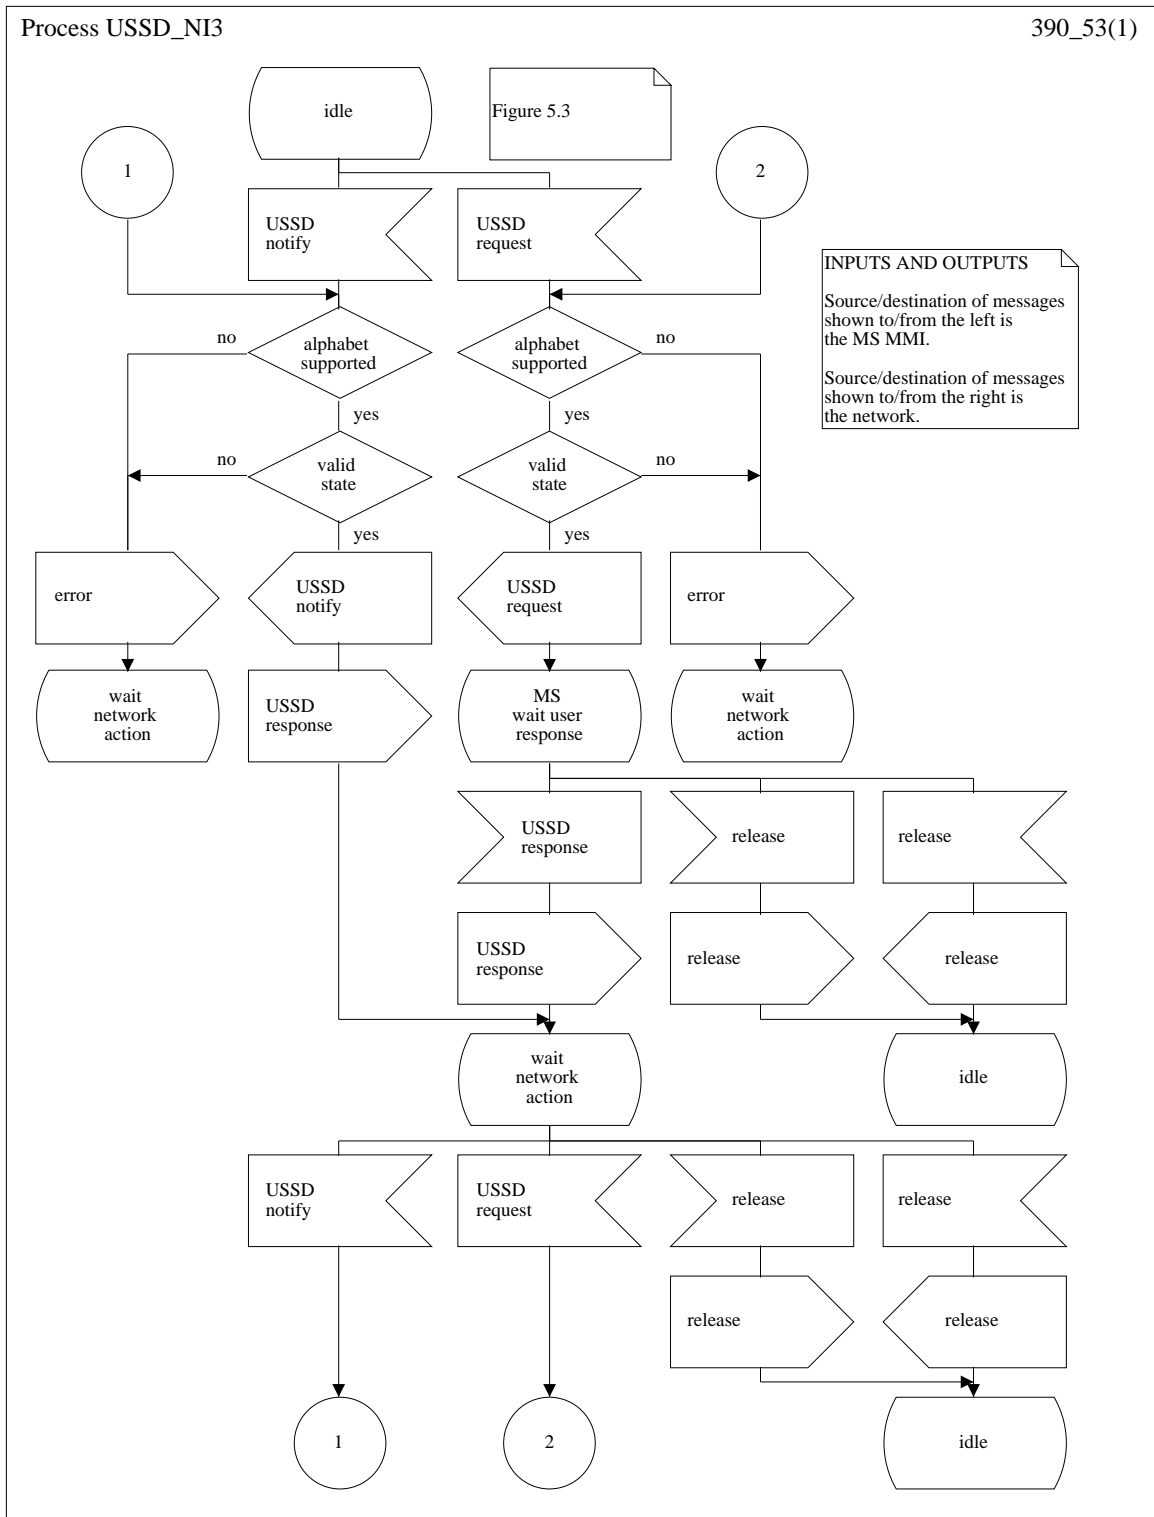 Process USSD_NI3
390_53(1)
idle
Figure 5.3
1
2
USSD
notify
USSD
request
INPUTS AND OUTPUTS
Source/destination of messages
shown to/from the left is
the MS MMI.
Source/destination of messages
shown to/from the right is
the network.
no
alphabet
supported
alphabet
supported
no
yes
yes
no
valid
state
valid
state
no
yes
yes
error
USSD
notify
USSD
request
error
wait
network
action
USSD
response
MS
wait user
response
wait
network
action
USSD
response
release
release
USSD
response
release
release
wait
network
action
idle
USSD
notify
USSD
request
release
release
release
release
1
2
idle